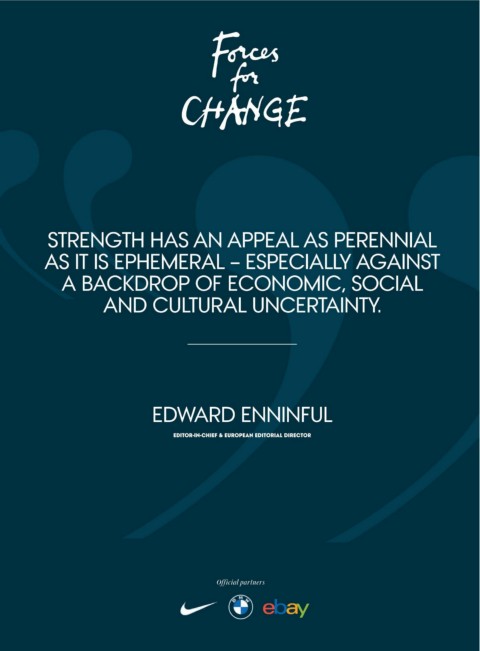 Forces
for
CHANGE
STRENGTH HAS AN APPEAL AS PERENNIAL
AS IT IS EPHEMERAL – ESPECIALLY AGAINST
A BACKDROP OF ECONOMIC, SOCIAL
AND CULTURAL UNCERTAINTY.
EDWARD ENNINFUL
EDITOR-IN-CHIEF & EUROPEAN EDITORIAL DIRECTOR
Official partners
BMW ebay